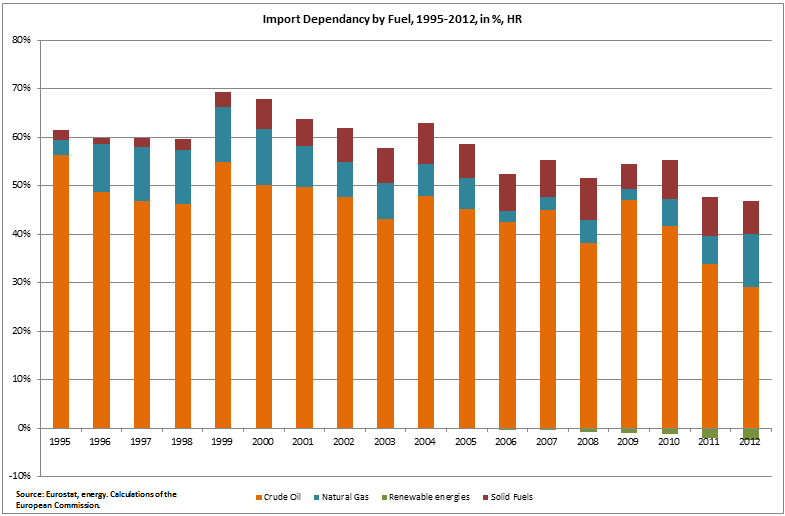 Import Dependancy by Fuel, 1995-2012, in %, HR
80%
70%
60%
50%
40%
30%
20%
10%
0%
-10%
1995 1996 1997 1998 1999 2000 2001 2002 2003 2004 2005 2006 2007 2008 2009 2010 2011 2012
Source: Eurostat, energy. Calculations of the
European Commission.
Crude Oil Natural Gas Renewable energies Solid Fuels